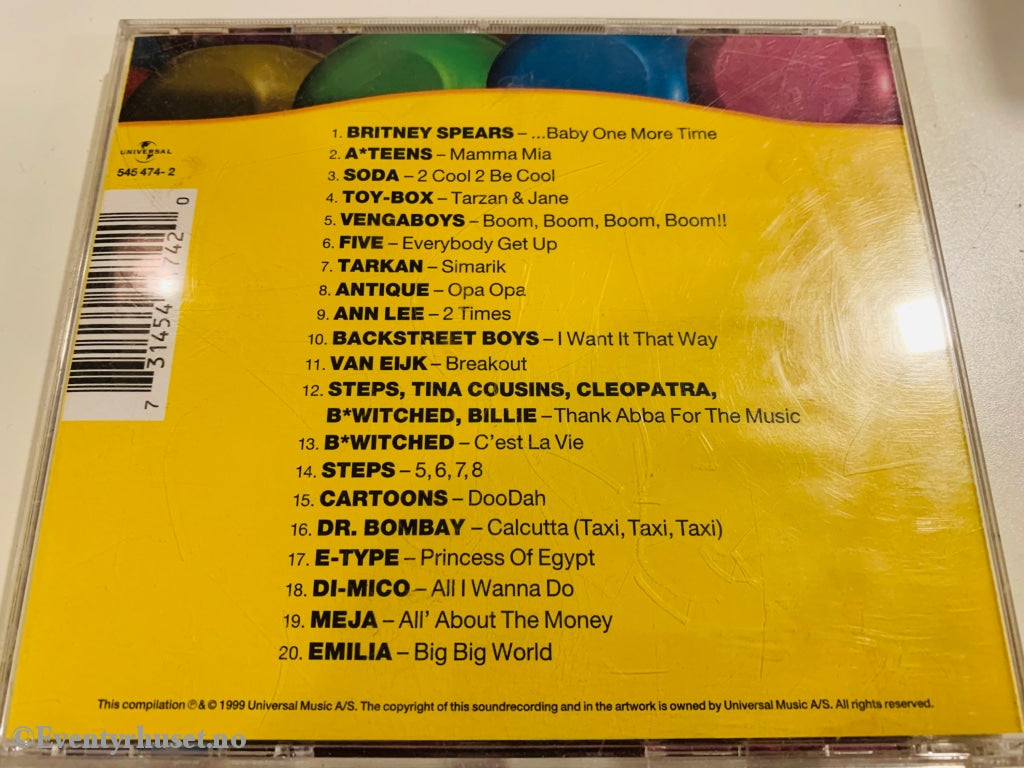 1. BRITNEY SPEARS – ...Baby One More Time
2. A*TEENS – Mamma Mia
3. SODA – 2 Cool 2 Be Cool
4. TOY-BOX – Tarzan & Jane
5. VENGABOYS – Boom, Boom, Boom, Boom!!
6. FIVE – Everybody Get Up
7. TARKAN – Simarik
8. ANTIQUE – Opa Opa
9. ANN LEE – 2 Times
10. BACKSTREET BOYS – I Want It That Way
11. VAN EIJK – Breakout
12. STEPS, TINA COUSINS, CLEOPATRA,
B*WITCHED, BILLIE – Thank Abba For The Music
13. B*WITCHED – C'est La Vie
14. STEPS – 5, 6, 7, 8
15. CARTOONS – DooDah
16. DR. BOMBAY – Calcutta (Taxi, Taxi, Taxi)
17. E-TYPE – Princess Of Egypt
18. DI-MICO – All I Wanna Do
19. MEJA – All' About The Money
20. EMILIA – Big Big World
UNIVERSAL
545 474-2
This compilation ℗ & © 1999 Universal Music A/S. The copyright of this soundrecording and in the artwork is owned by Universal Music A/S. All rights reserved.
©Eventyrhuset.no